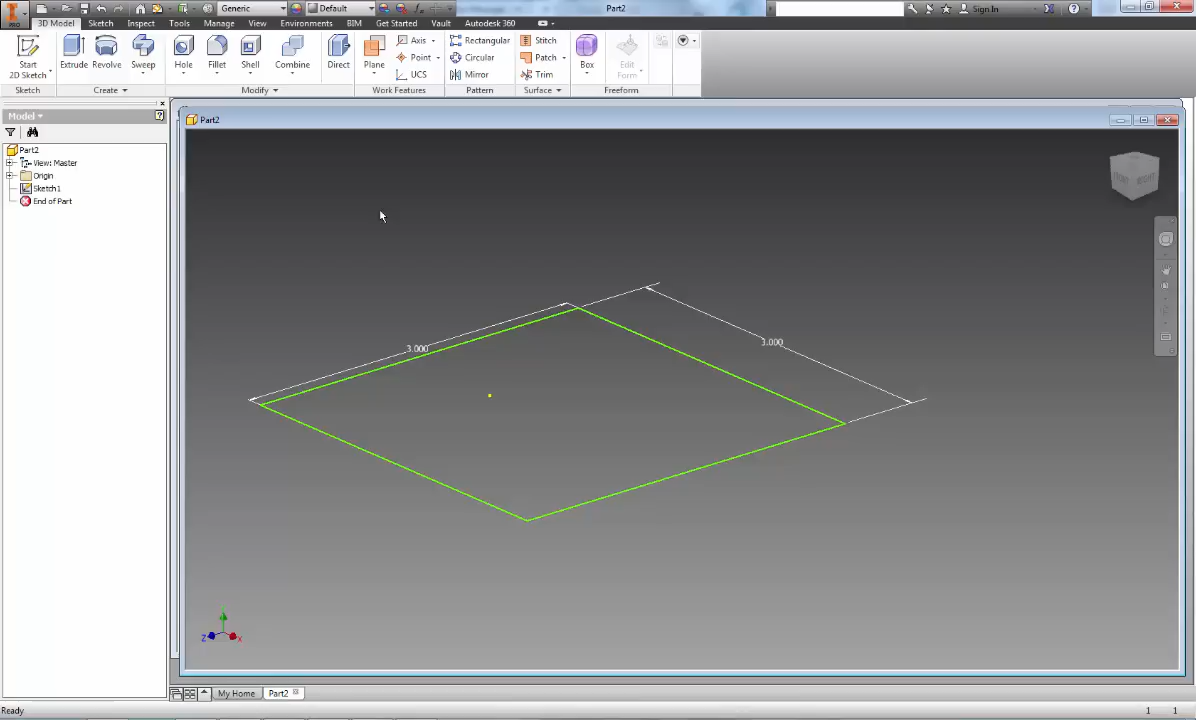 PRO
Generic
Default
Part2
Sign In
3D Model
Sketch
Inspect
Tools
Manage
View
Environments
BIM
Get Started
Vault
Autodesk 360
Start
2D Sketch
Extrude
Revolve
Sweep
Hole
Fillet
Shell
Combine
Direct
Plane
Axis
Point
UCS
Rectangular
Circular
Mirror
Stitch
Patch
Trim
Box
Edit
Form
Sketch
Create
Modify
Work Features
Pattern
Surface
Freeform
Model
Part2
View: Master
Origin
Sketch1
End of Part
Part2
FRONT
RIGHT
3.000
3.000
Z
X
My Home
Part2
Ready
1
1